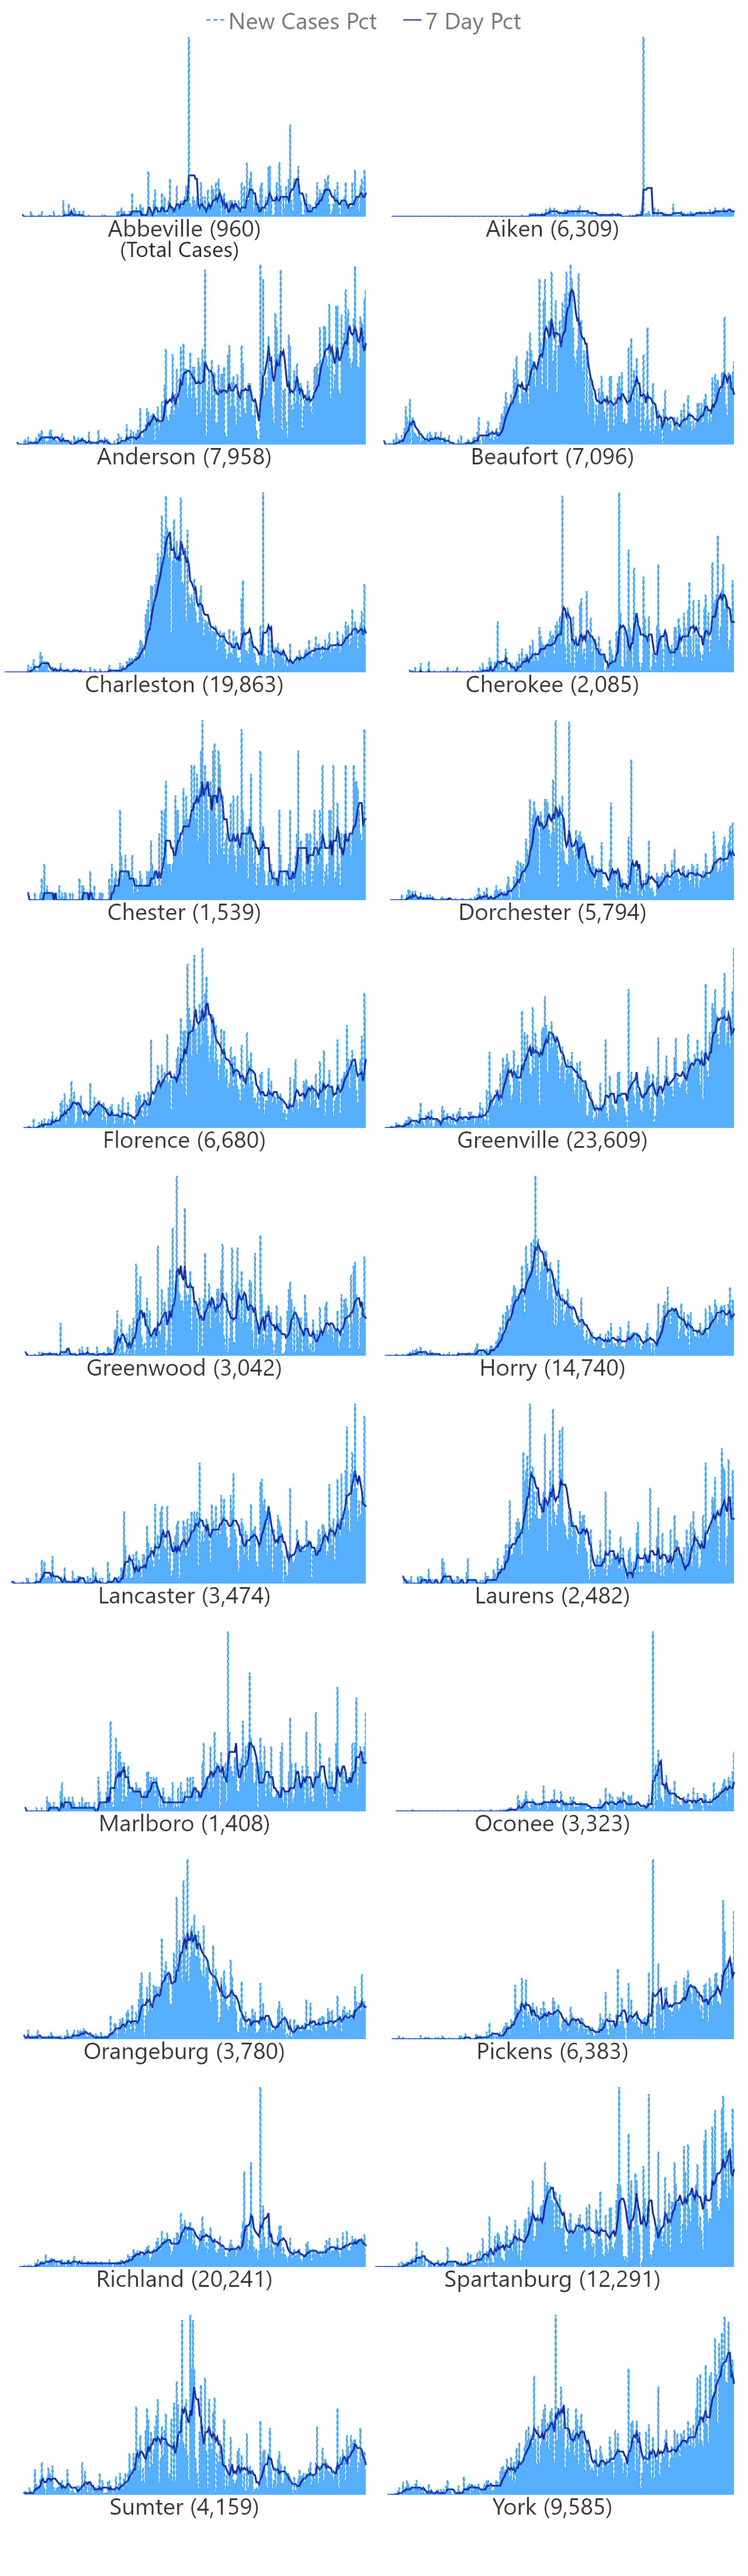 New Cases Pct 7 Day Pct
Abbeville (960) Aiken (6,309)
(Total Cases)
Anderson (7,958) Beaufort (7,096)
Charleston (19,863) Cherokee (2,085)
Chester (1,539) Dorchester (5,794)
Florence (6,680) Greenville (23,609)
Greenwood (3,042) Horry (14,740)
Lancaster (3,474) Laurens (2,482)
Marlboro (1,408) Oconee (3,323)
Orangeburg (3,780) Pickens (6,383)
Richland (20,241) Spartanburg (12,291)
Sumter (4,159) York (9,585)